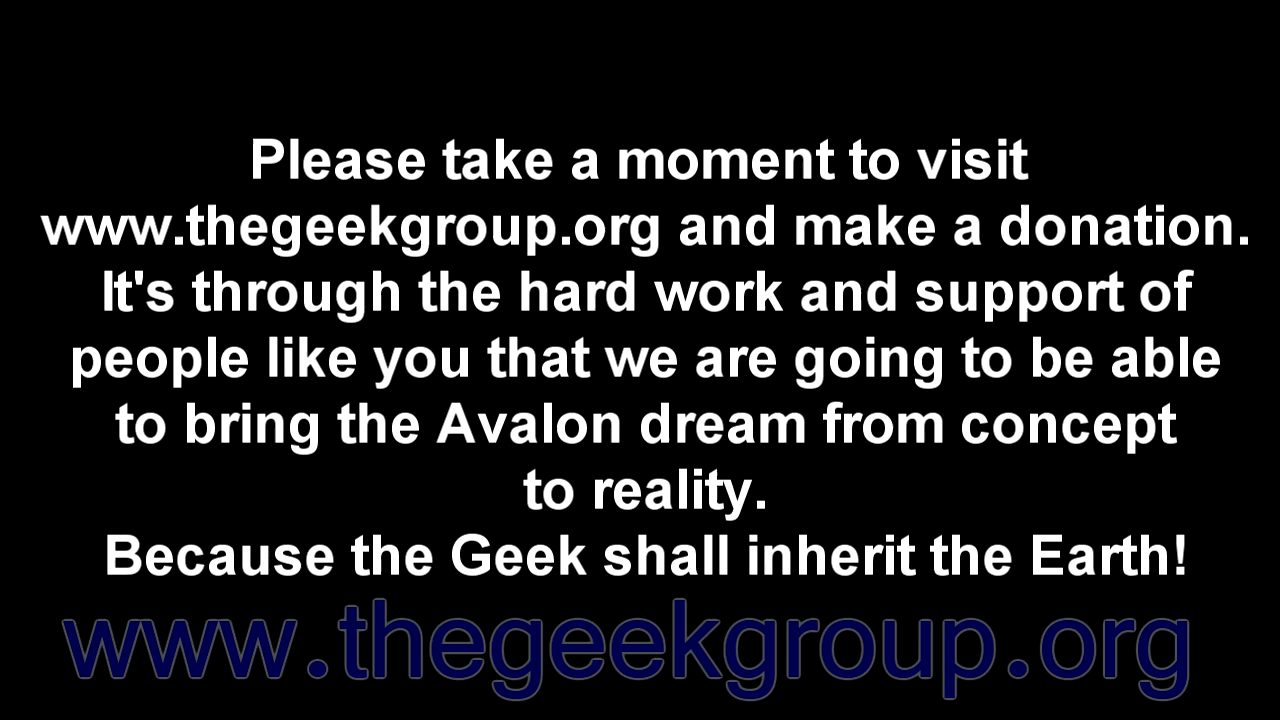 Please take a moment to visit
www.thegeekgroup.org and make a donation.
It's through the hard work and support of
people like you that we are going to be able
to bring the Avalon dream from concept
to reality.
Because the Geek shall inherit the Earth!
www.thegeekgroup.org